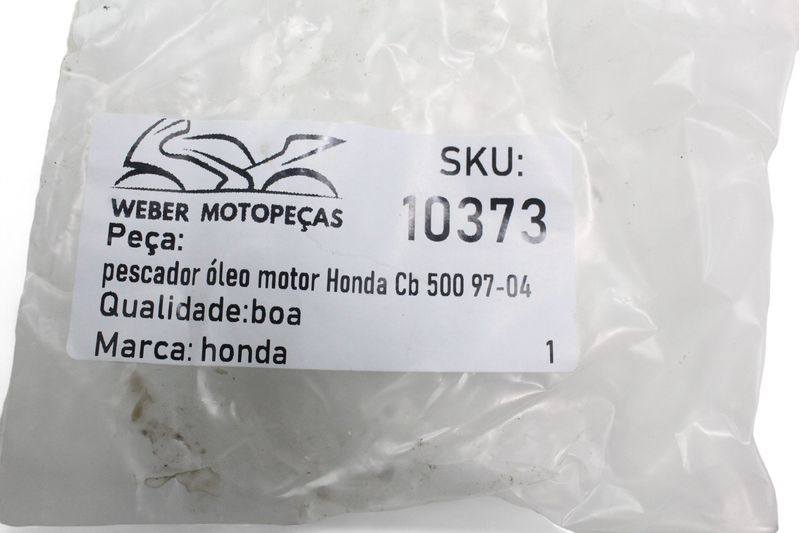 WEBER MOTOPEÇAS
SKU:
10373
Peça:
pescador óleo motor Honda Cb 500 97-04
Qualidade:boa
Marca: honda
1